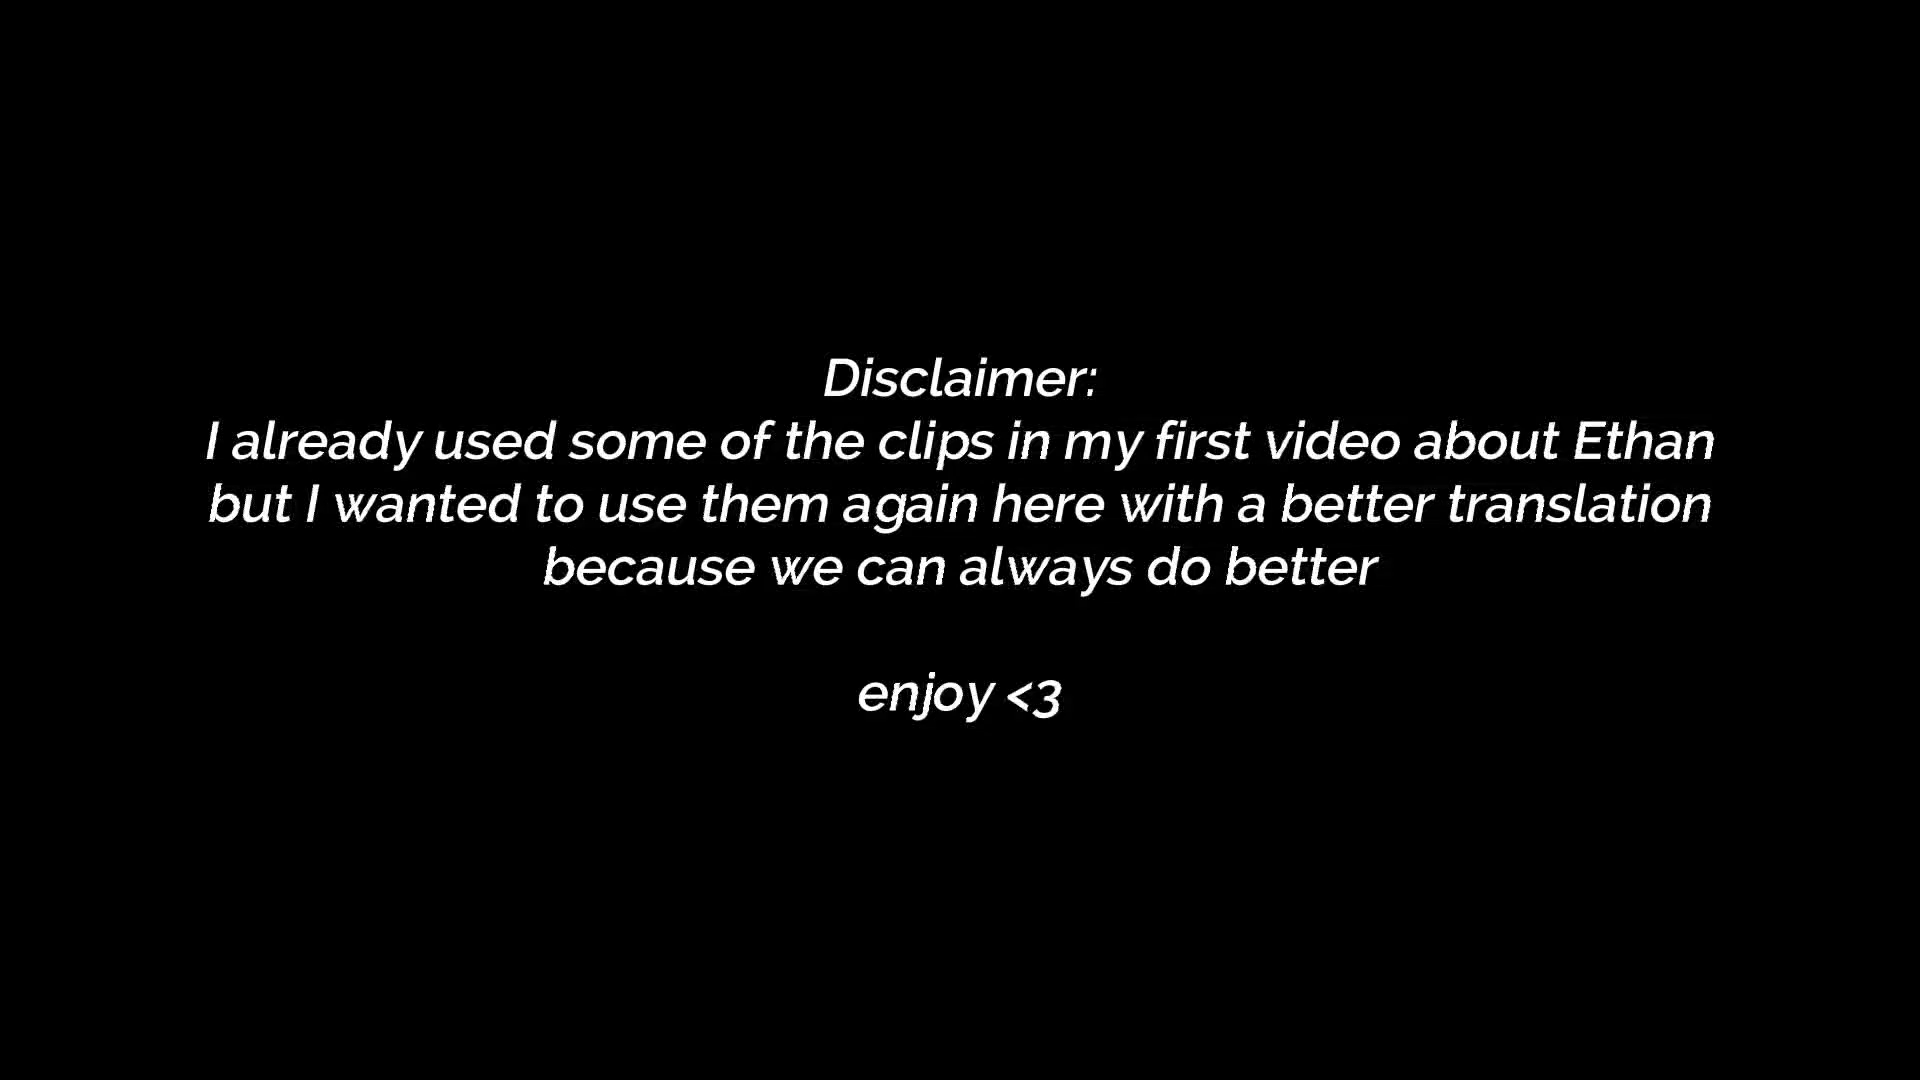 Disclaimer:
I already used some of the clips in my first video about Ethan
but I wanted to use them again here with a better translation
because we can always do better
enjoy <3